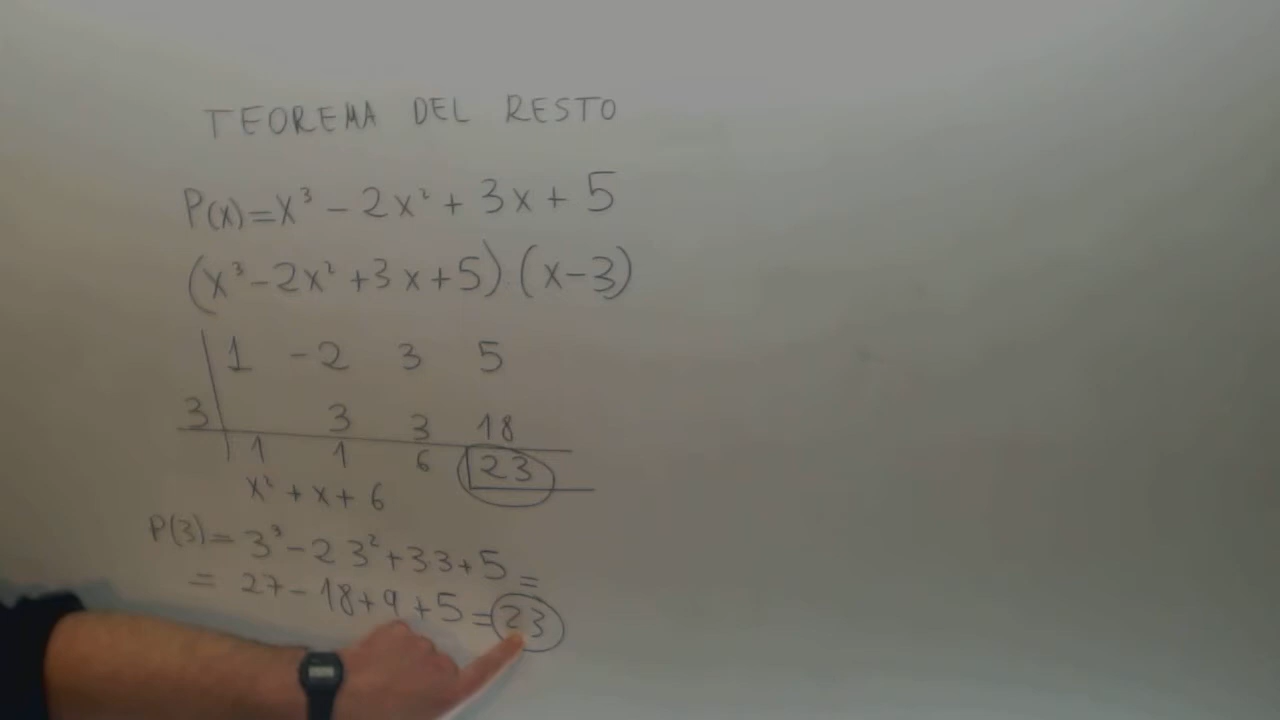 TEOREMA DEL RESTO
P(x)=x³-2x²+3x+5
(x³-2x²+3x+5)(x-3)
1 -2 3 5
3 3 3 18
1 1 6 23
x²+x+6
P(3)=3³-2 3²+3 3+5=
=27-18+9+5=23